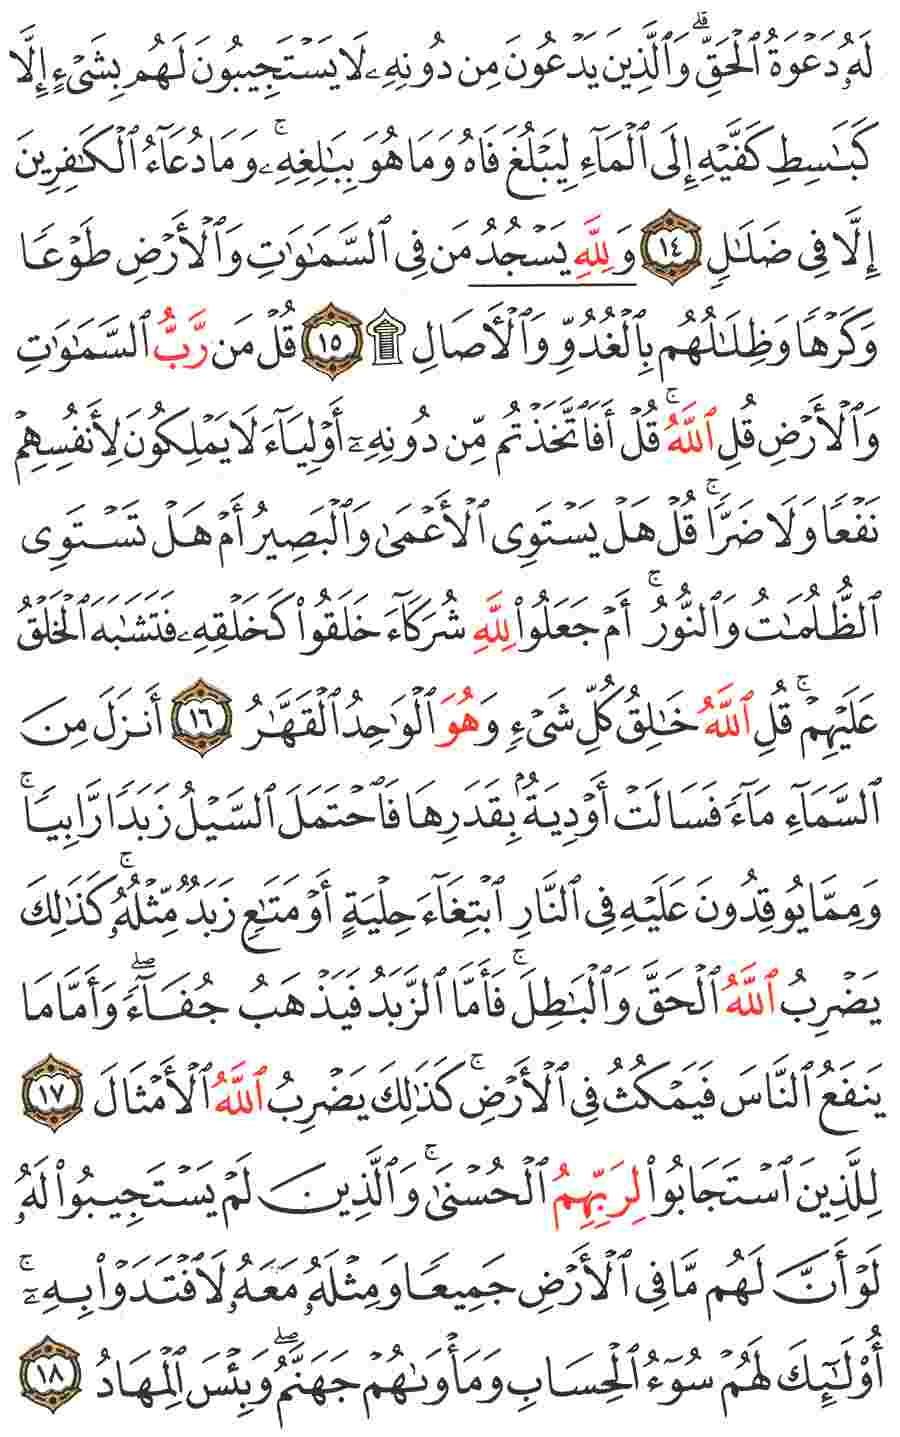 لَهُۥ دَعۡوَةُ ٱلۡحَقِّۚ وَٱلَّذِينَ يَدۡعُونَ مِن دُونِهِۦ لَا يَسۡتَجِيبُونَ لَهُم بِشَيۡءٍ إِلَّا
كَبَٰسِطِ كَفَّيۡهِ إِلَى ٱلۡمَآءِ لِيَبۡلُغَ فَاهُ وَمَا هُوَ بِبَٰلِغِهِۦۚ وَمَا دُعَآءُ ٱلۡكَٰفِرِينَ
إِلَّا فِي ضَلَٰلٖ ١٤ وَلِلَّهِ يَسۡجُدُ مَن فِي ٱلسَّمَٰوَٰتِ وَٱلۡأَرۡضِ طَوۡعٗا
وَكَرۡهٗا وَظِلَٰلُهُم بِٱلۡغُدُوِّ وَٱلۡأٓصَالِ ۩ ١٥ قُلۡ مَن رَّبُّ ٱلسَّمَٰوَٰتِ
وَٱلۡأَرۡضِ قُلِ ٱللَّهُۚ قُلۡ أَفَٱتَّخَذۡتُم مِّن دُونِهِۦٓ أَوۡلِيَآءَ لَا يَمۡلِكُونَ لِأَنفُسِهِمۡ
نَفۡعٗا وَلَا ضَرّٗاۚ قُلۡ هَلۡ يَسۡتَوِي ٱلۡأَعۡمَىٰ وَٱلۡبَصِيرُ أَمۡ هَلۡ تَسۡتَوِي
ٱلظُّلُمَٰتُ وَٱلنُّورُۚ أَمۡ جَعَلُواْ لِلَّهِ شُرَكَآءَ خَلَقُواْ كَخَلۡقِهِۦ فَتَشَٰبَهَ ٱلۡخَلۡقُ
عَلَيۡهِمۡۚ قُلِ ٱللَّهُ خَٰلِقُ كُلِّ شَيۡءٖ وَهُوَ ٱلۡوَٰحِدُ ٱلۡقَهَّٰرُ ١٦ أَنزَلَ مِنَ
ٱلسَّمَآءِ مَآءٗ فَسَالَتۡ أَوۡدِيَةُۢ بِقَدَرِهَا فَٱحۡتَمَلَ ٱلسَّيۡلُ زَبَدٗا رَّابِيٗاۚ
وَمِمَّا يُوقِدُونَ عَلَيۡهِ فِي ٱلنَّارِ ٱبۡتِغَآءَ حِلۡيَةٍ أَوۡ مَتَٰعٖ زَبَدٞ مِّثۡلُهُۥۚ كَذَٰلِكَ
يَضۡرِبُ ٱللَّهُ ٱلۡحَقَّ وَٱلۡبَٰطِلَۚ فَأَمَّا ٱلزَّبَدُ فَيَذۡهَبُ جُفَآءٗۖ وَأَمَّا مَا
يَنفَعُ ٱلنَّاسَ فَيَمۡكُثُ فِي ٱلۡأَرۡضِۚ كَذَٰلِكَ يَضۡرِبُ ٱللَّهُ ٱلۡأَمۡثَالَ ١٧
لِلَّذِينَ ٱسۡتَجَابُواْ لِرَبِّهِمُ ٱلۡحُسۡنَىٰۚ وَٱلَّذِينَ لَمۡ يَسۡتَجِيبُواْ لَهُۥ
لَوۡ أَنَّ لَهُم مَّا فِي ٱلۡأَرۡضِ جَمِيعٗا وَمِثۡلَهُۥ مَعَهُۥ لَٱفۡتَدَوۡاْ بِهِۦٓۚ
أُوْلَٰٓئِكَ لَهُمۡ سُوٓءُ ٱلۡحِسَابِ وَمَأۡوَىٰهُمۡ جَهَنَّمُۖ وَبِئۡسَ ٱلۡمِهَادُ ١٨